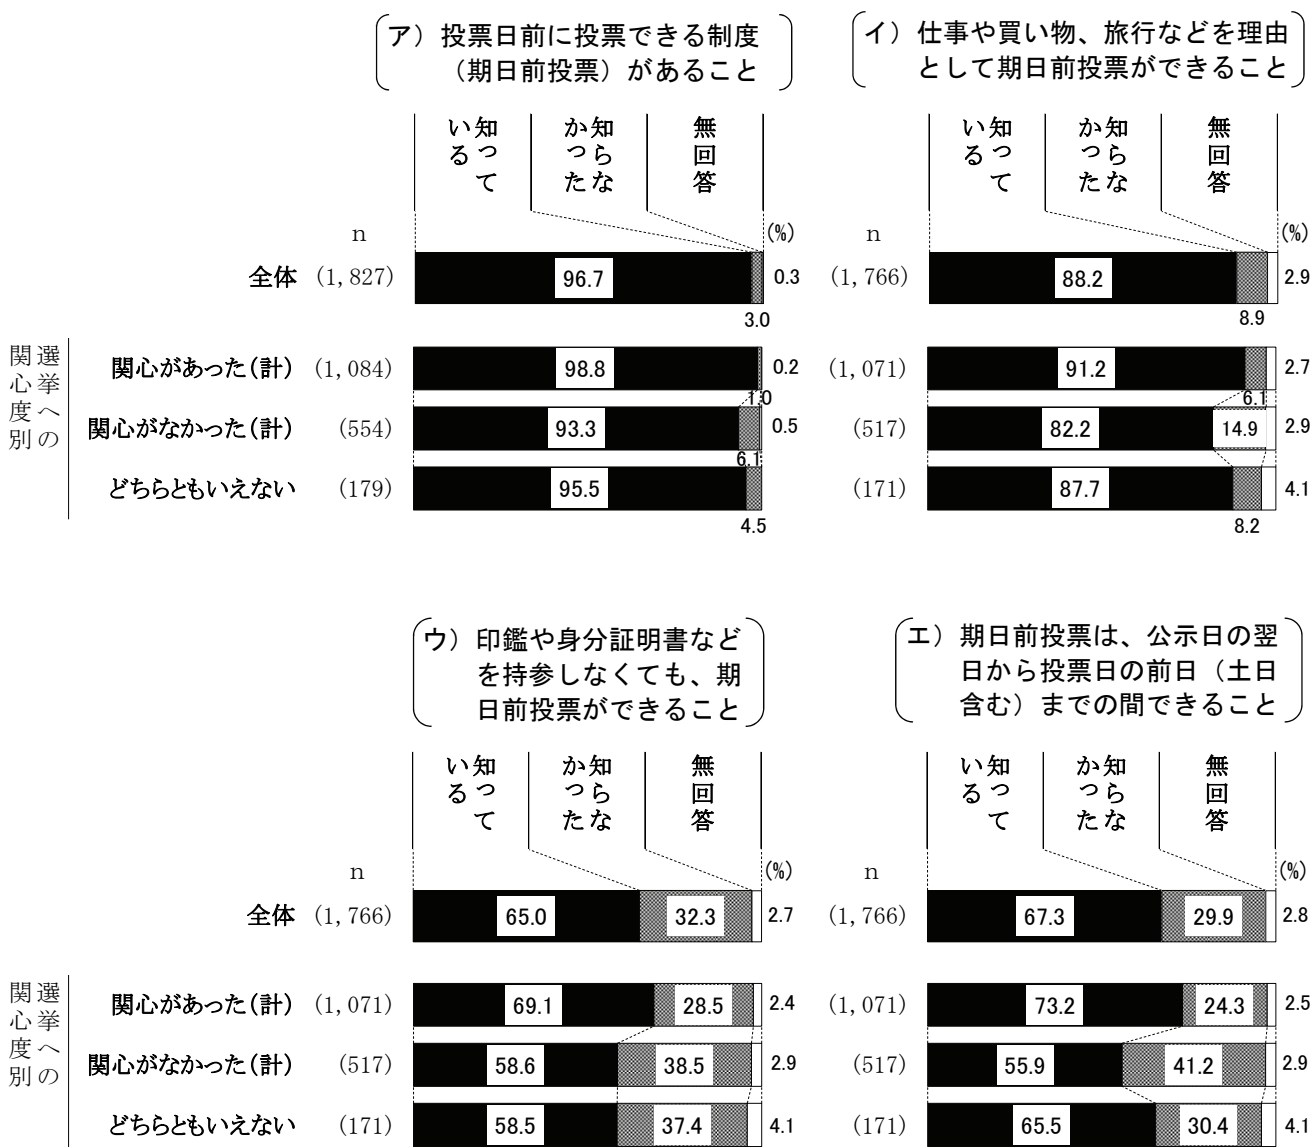 ア）投票日前に投票できる制度
（期日前投票）があること
知っている
知らなかった
無回答
(%)
n
全体 (1,827) 96.7 0.3
3.0
選挙への関心度別
関心があった(計) (1,084) 98.8 0.2
1.0
関心がなかった(計) (554) 93.3 0.5
6.1
どちらともいえない (179) 95.5
4.5
イ）仕事や買い物、旅行などを理由
として期日前投票ができること
知っている
知らなかった
無回答
(%)
n
(1,766) 88.2 2.9
8.9
(1,071) 91.2 2.7
6.1
(517) 82.2 14.9 2.9
(171) 87.7 4.1
8.2
ウ）印鑑や身分証明書など
を持参しなくても、期
日前投票ができること
知っている
知らなかった
無回答
(%)
n
全体 (1,766) 65.0 32.3 2.7
選挙への関心度別
関心があった(計) (1,071) 69.1 28.5 2.4
関心がなかった(計) (517) 58.6 38.5 2.9
どちらともいえない (171) 58.5 37.4 4.1
エ）期日前投票は、公示日の翌
日から投票日の前日（土日
含む）までの間できること
知っている
知らなかった
無回答
(%)
n
(1,766) 67.3 29.9 2.8
(1,071) 73.2 24.3 2.5
(517) 55.9 41.2 2.9
(171) 65.5 30.4 4.1